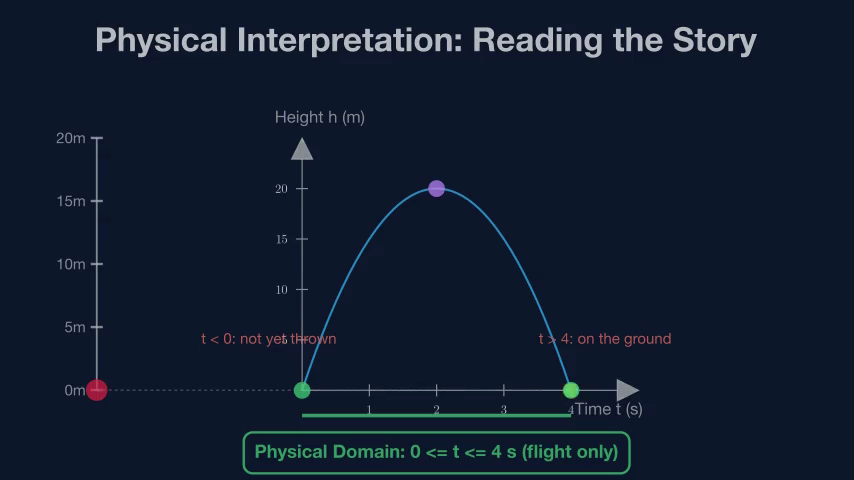 Physical Interpretation: Reading the Story
Height h (m)
20m
15m
10m
5m
0m
20
15
10
5
t < 0: not yet thrown
t > 4: on the ground
1
2
3
4
Time t (s)
Physical Domain: 0 <= t <= 4 s (flight only)